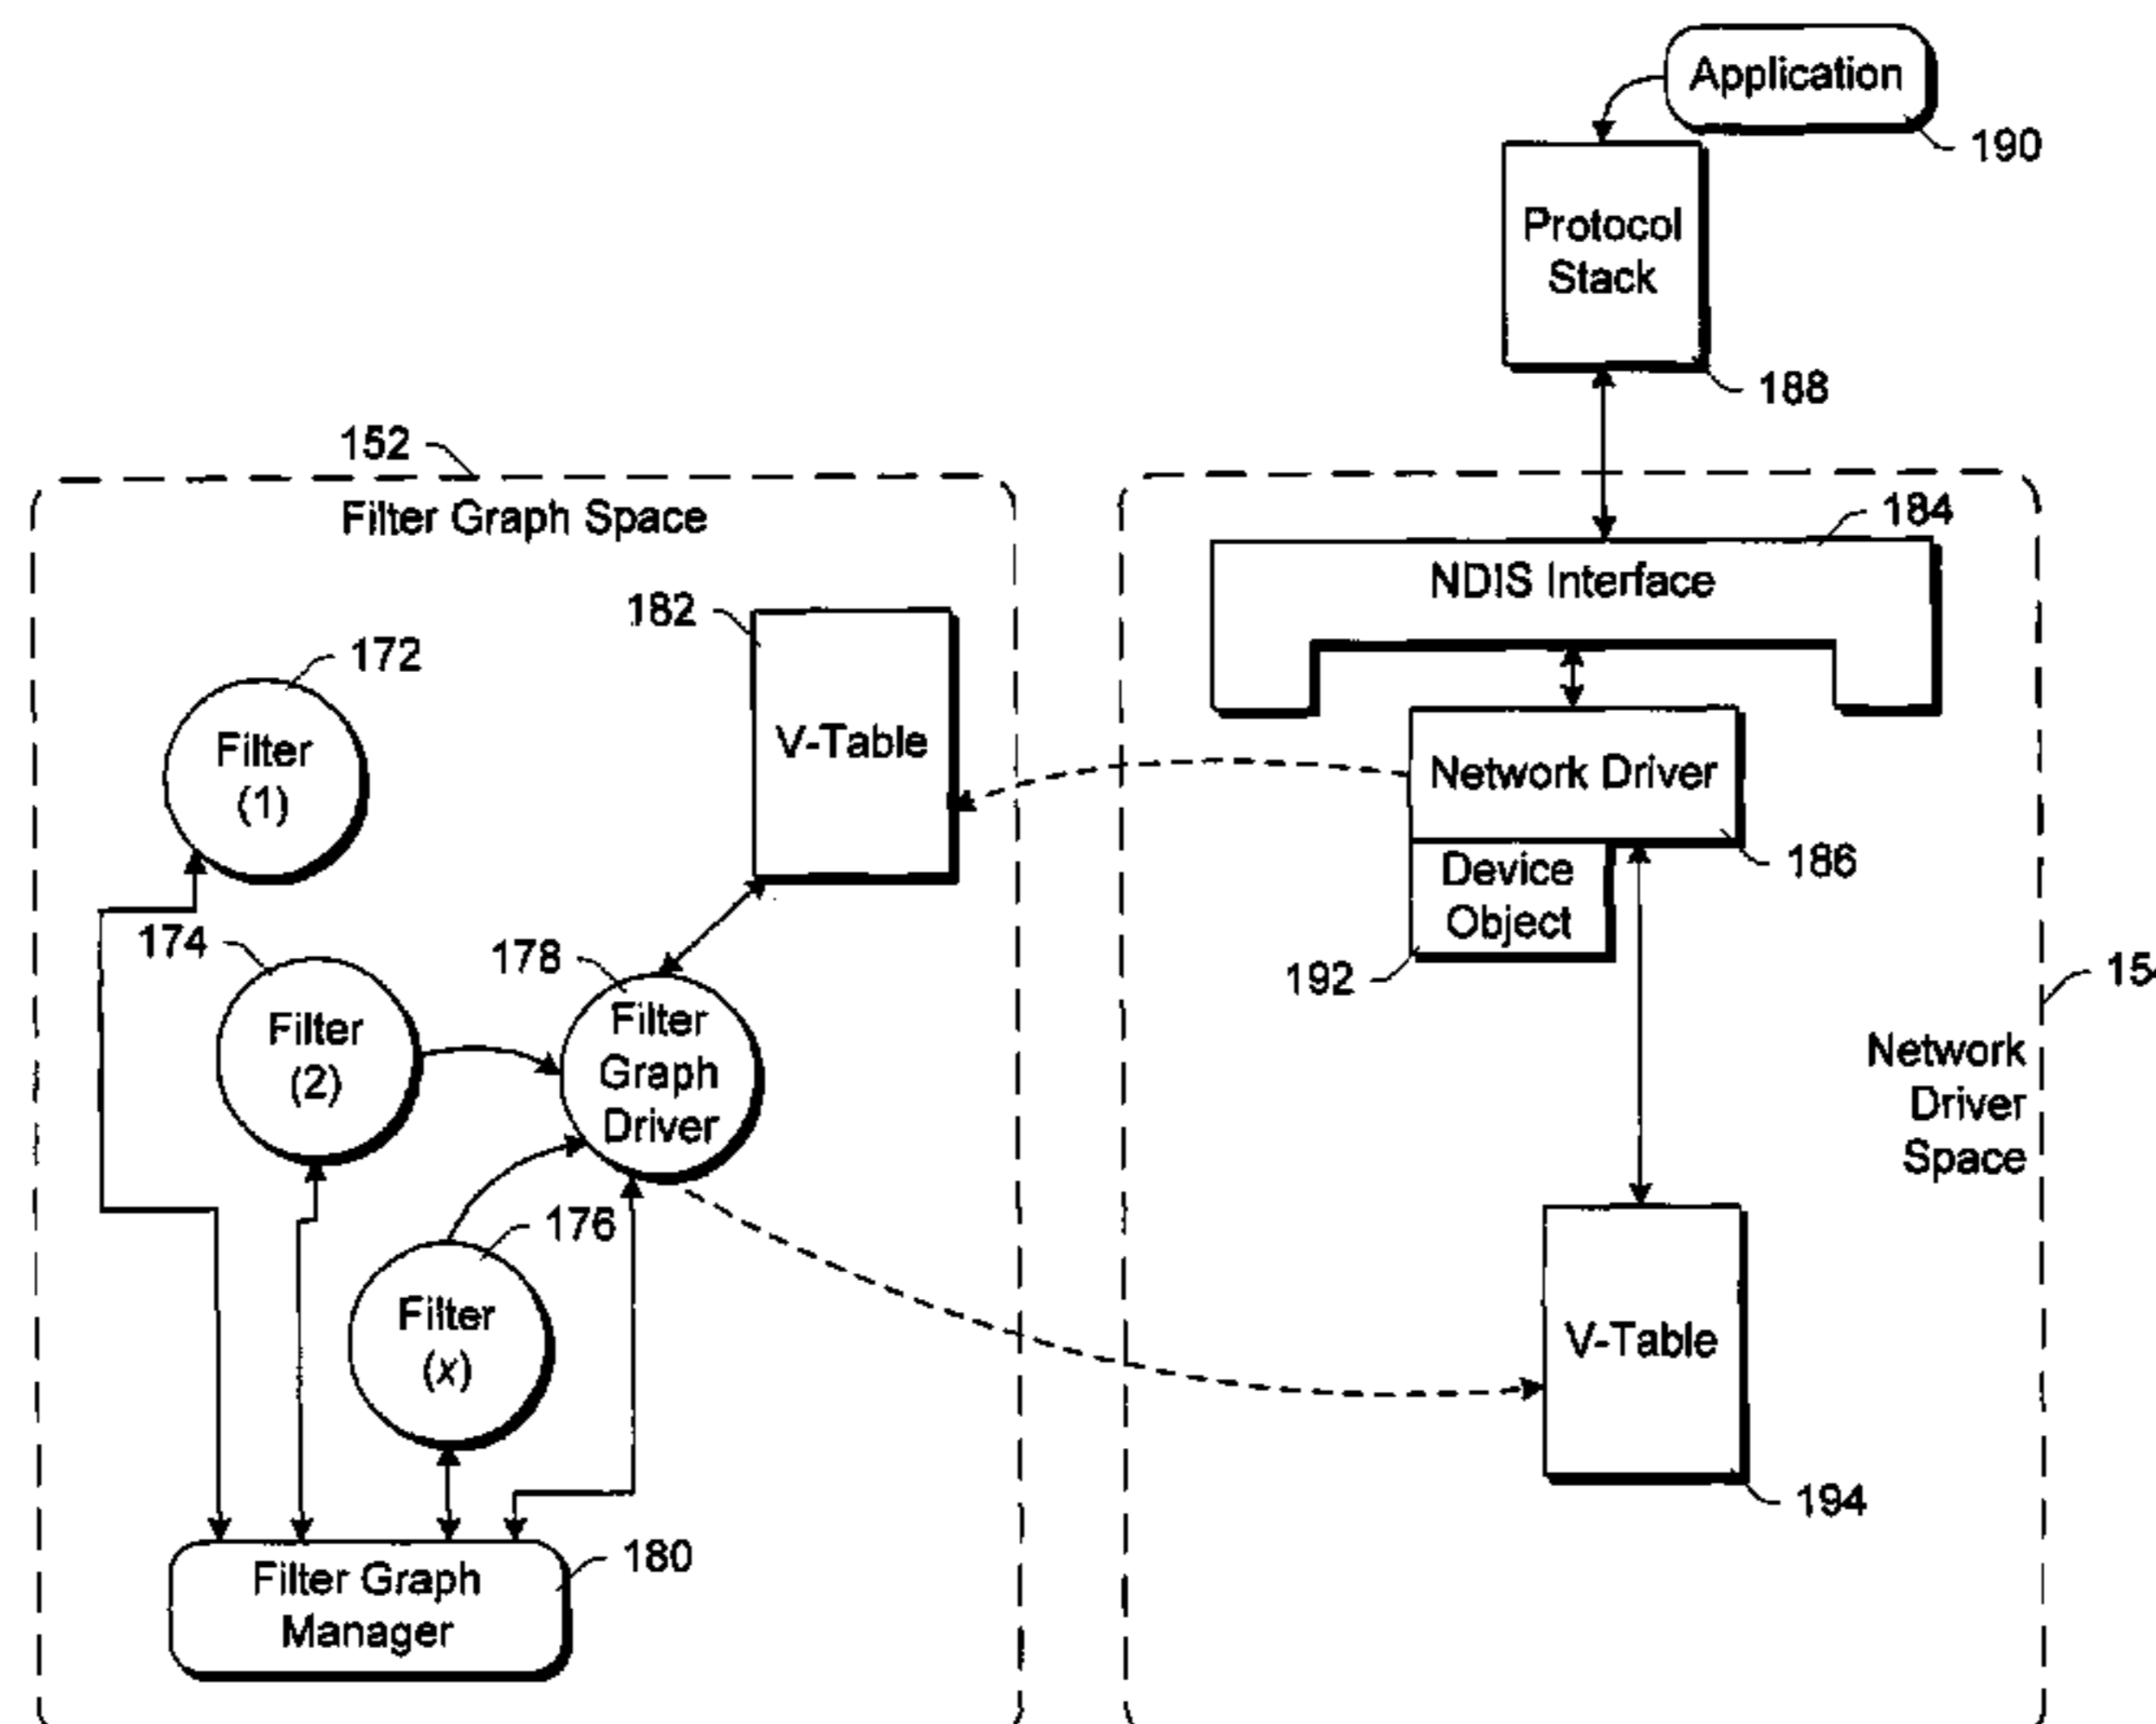 Application
190
Protocol
Stack
188
152
Filter Graph Space
184
NDIS Interface
182
V-Table
172
Filter
(1)
Network Driver
186
Device
Object
192
174
Filter
(2)
178
Filter
Graph
Driver
Network
Driver
Space
176
Filter
(x)
V-Table
194
Filter Graph
Manager
180